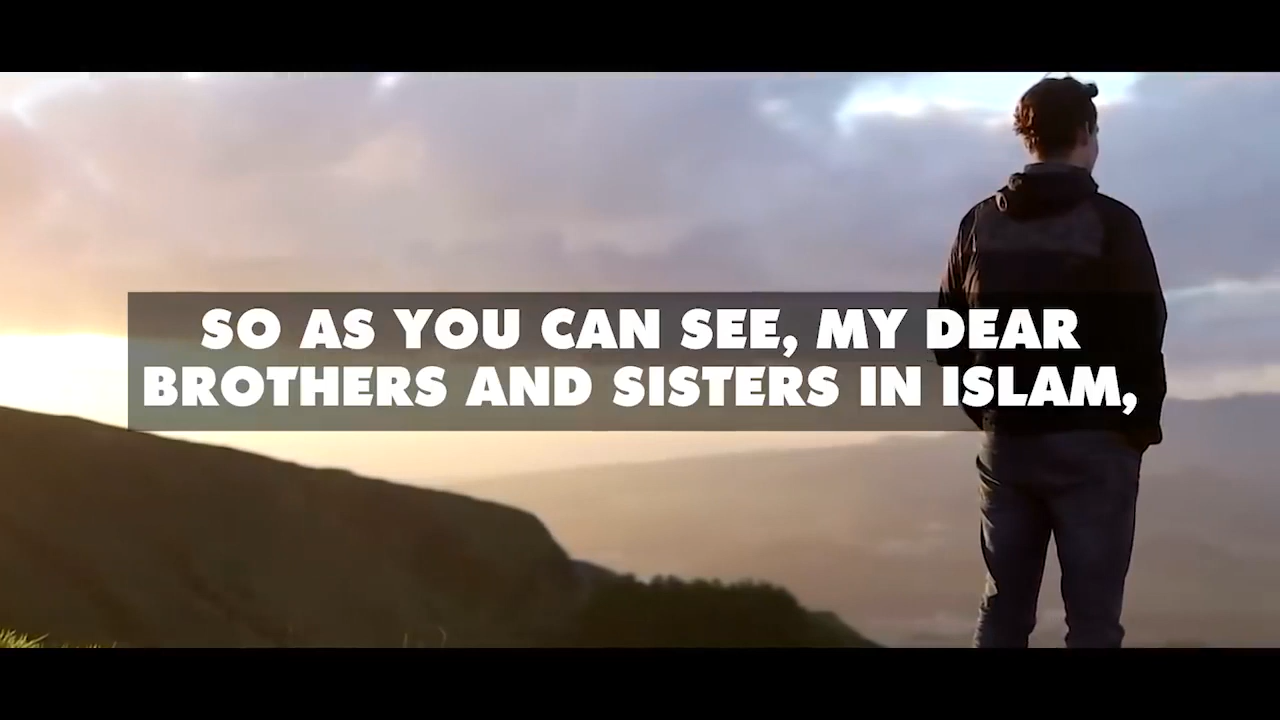 SO AS YOU CAN SEE, MY DEAR
BROTHERS AND SISTERS IN ISLAM,